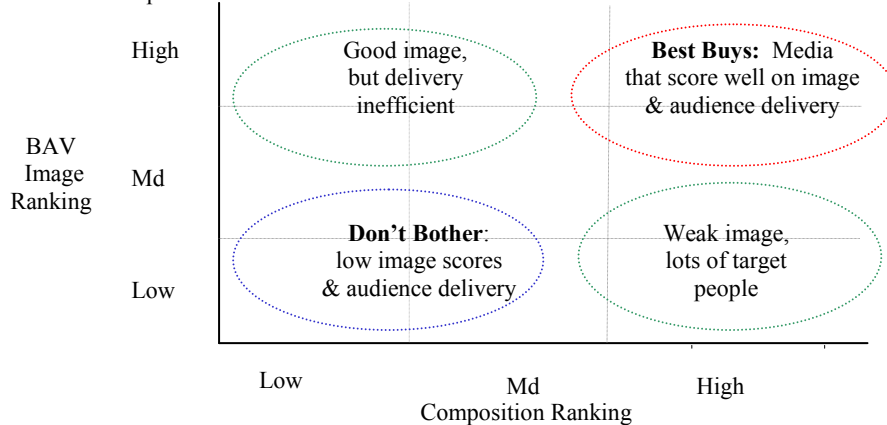 High
Good image,
but delivery
inefficient
Best Buys: Media
that score well on image
& audience delivery
BAV
Image
Ranking
Md
Don't Bother:
low image scores
& audience delivery
Weak image,
lots of target
people
Low
Low
Md
High
Composition Ranking